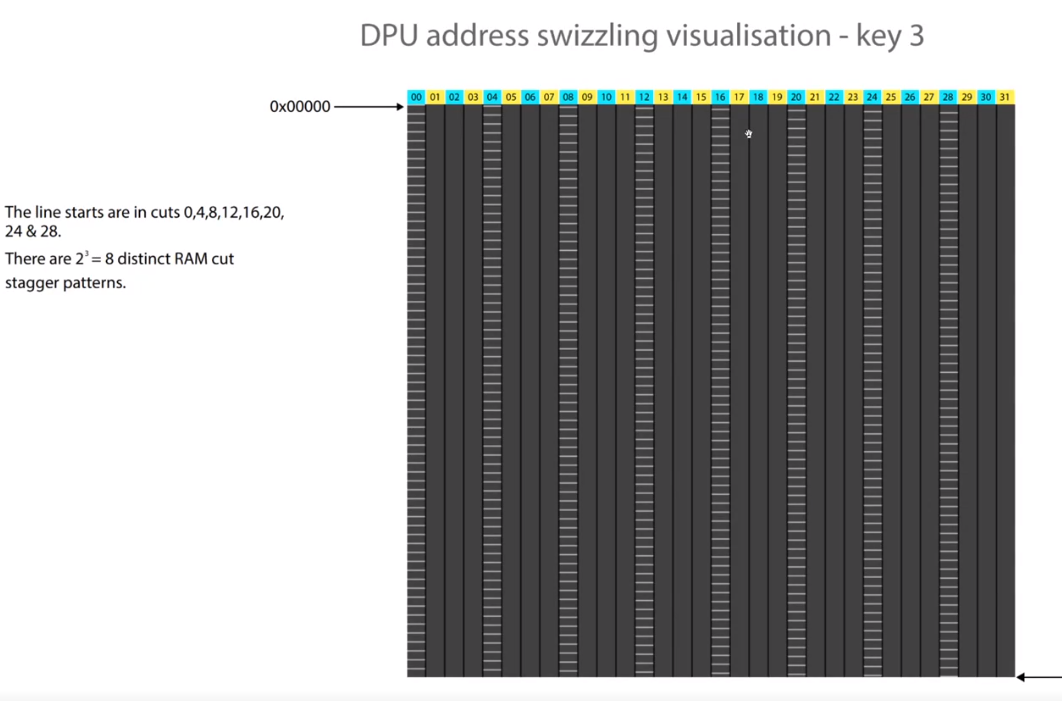 DPU address swizzling visualisation - key 3
00 01 02 03 04 05 06 07 08 09 10 11 12 13 14 15 16 17 18 19 20 21 22 23 24 25 26 27 28 29 30 31
0x00000
The line starts are in cuts 0,4,8,12,16,20,
24 & 28.
There are 2³ = 8 distinct RAM cut
stagger patterns.